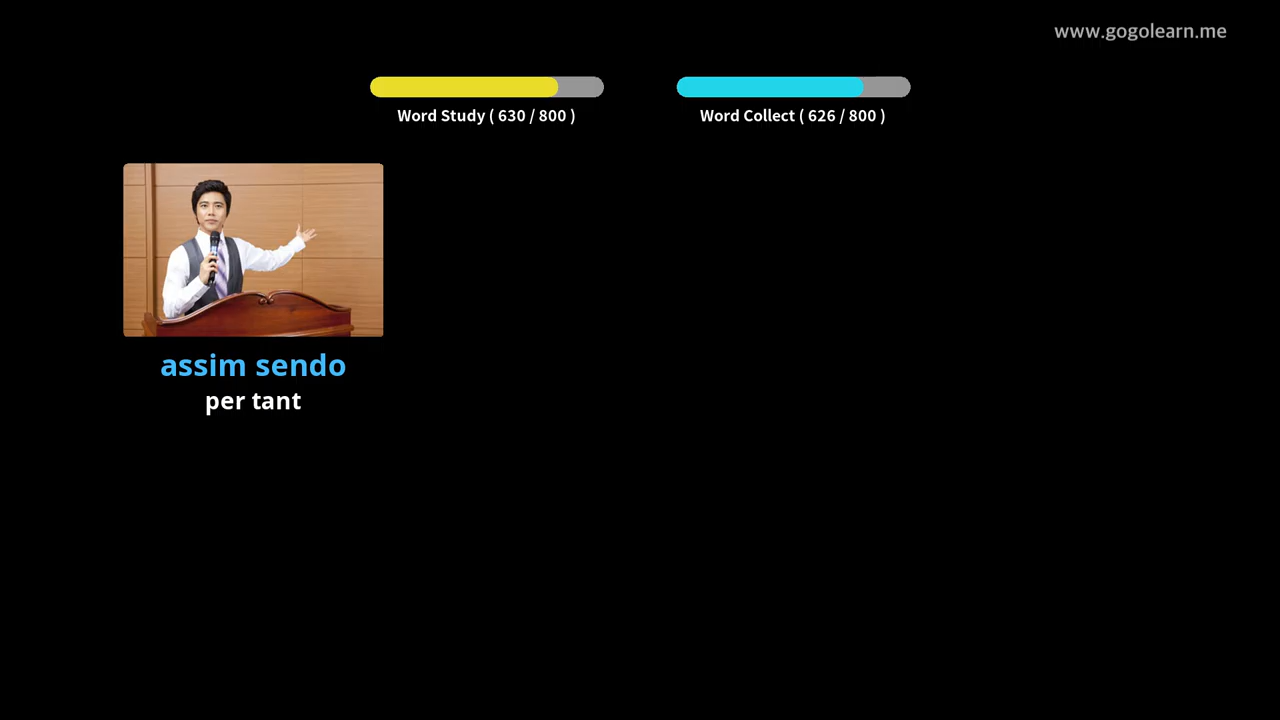 www.gogolearn.me
Word Study ( 630 / 800 )
Word Collect ( 626 / 800 )
assim sendo
per tant